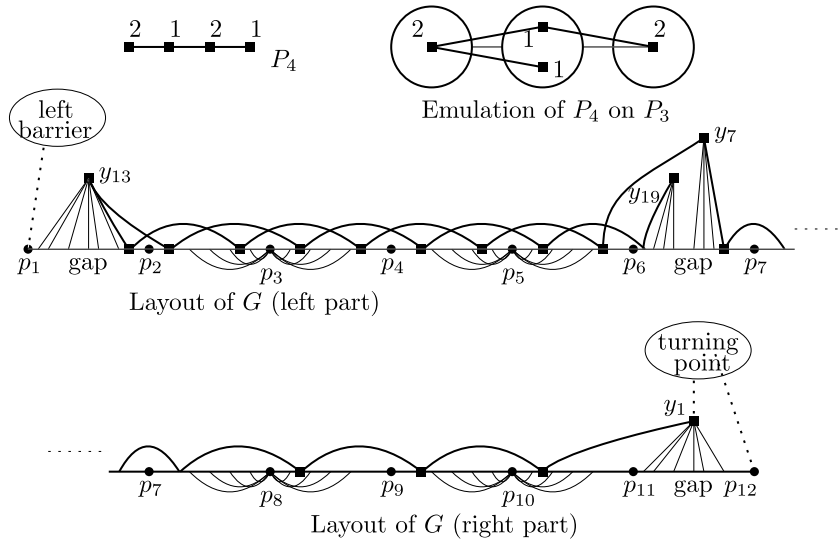 2 1 2 1
P4
2 1 1 2
Emulation of P4 on P3
left
barrier
y13
y7
y19
p1 gap p2 p3 p4 p5 p6 gap p7
Layout of G (left part)
turning
point
y1
p7 p8 p9 p10 p11 gap p12
Layout of G (right part)